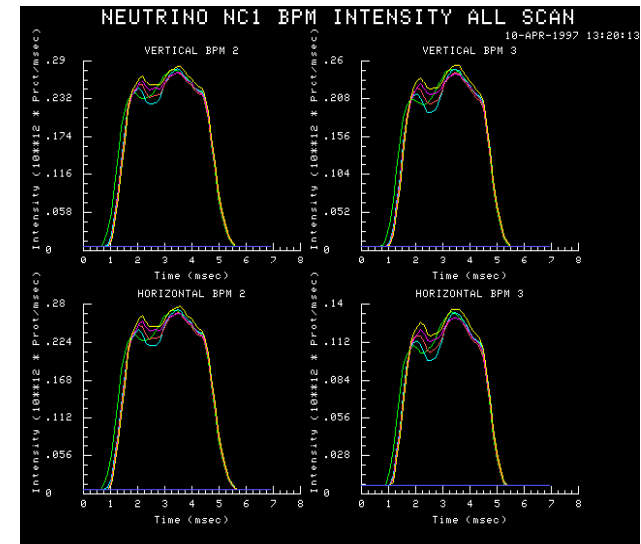 NEUTRINO NC1 BPM INTENSITY ALL SCAN
10-APR-1997 13:20:13
VERTICAL BPM 2
Intensity (10**12 * Prct/msec)
.29
.232
.174
.116
.058
0
0 1 2 3 4 5 6 7 8
Time (msec)
VERTICAL BPM 3
Intensity (10**12 * Prct/msec)
.26
.208
.156
.104
.052
0
0 1 2 3 4 5 6 7 8
Time (msec)
HORIZONTAL BPM 2
Intensity (10**12 * Prot/msec)
.28
.224
.168
.112
.056
0
0 1 2 3 4 5 6 7 8
Time (msec)
HORIZONTAL BPM 3
Intensity (10**12 * Prot/msec)
.14
.112
.084
.056
.028
0
0 1 2 3 4 5 6 7 8
Time (msec)